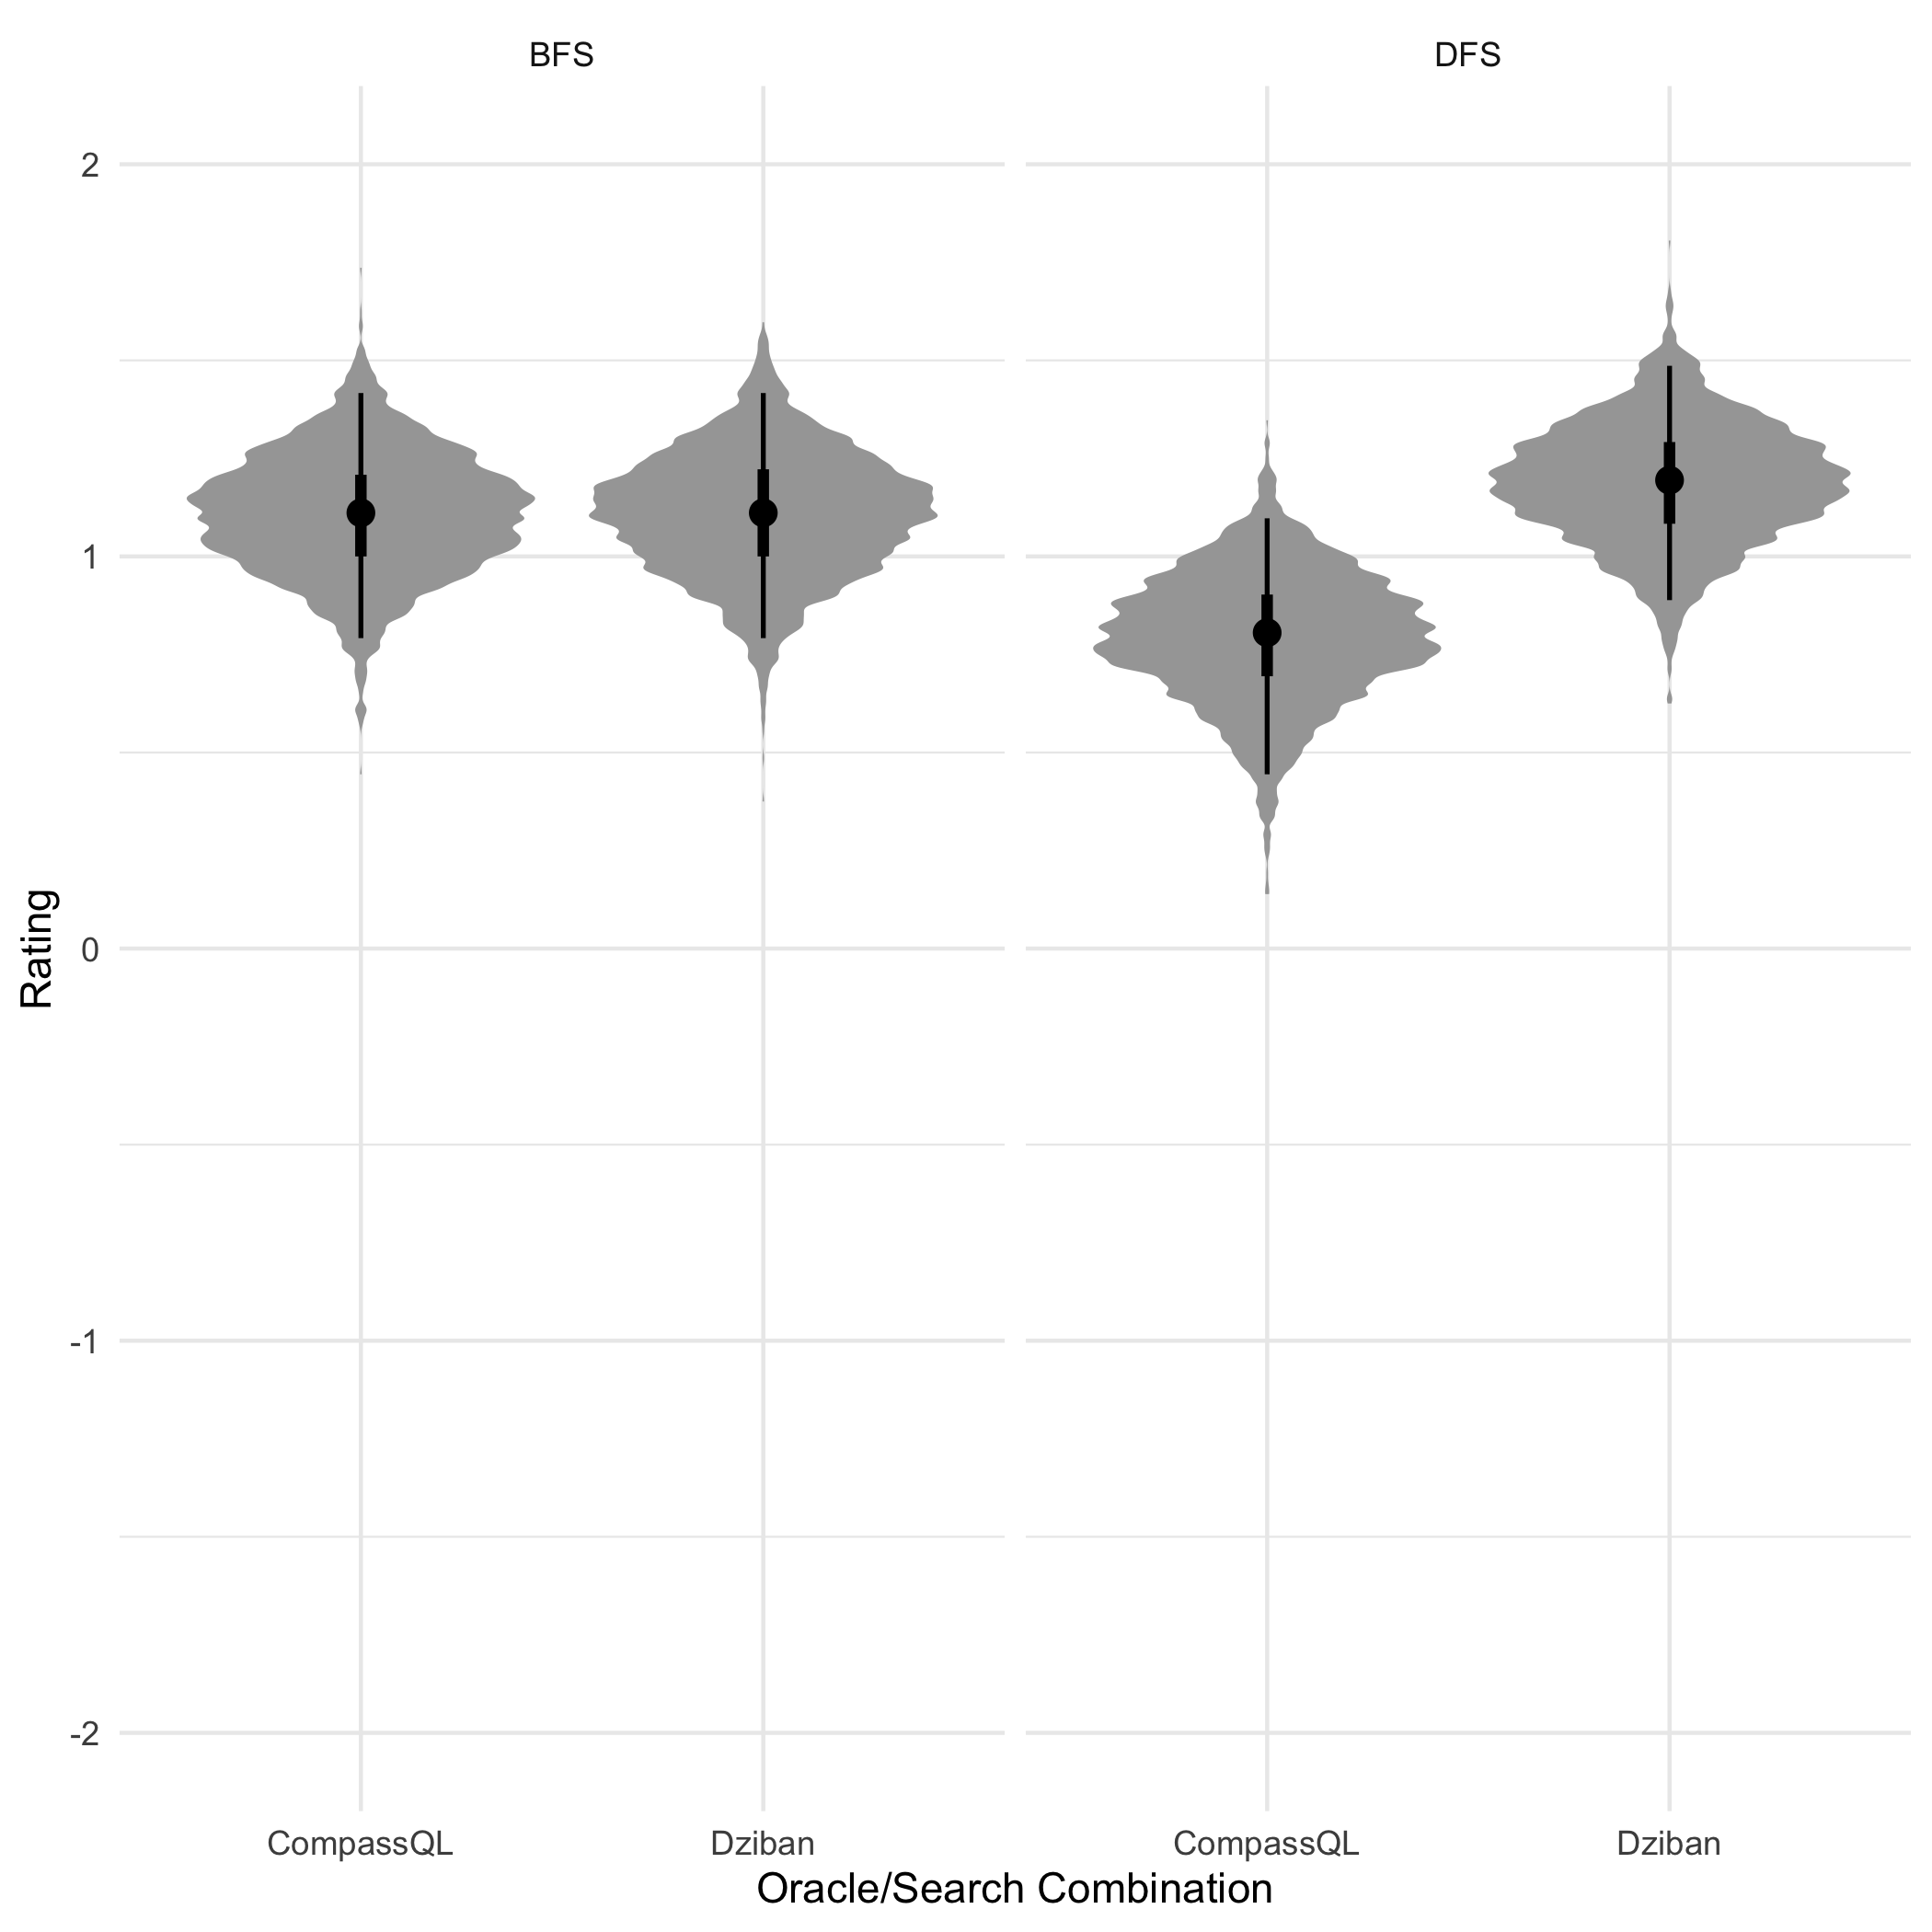 BFS
DFS
2
1
0
-1
-2
Rating
CompassQL
Dziban
CompassQL
Dziban
Oracle/Search Combination